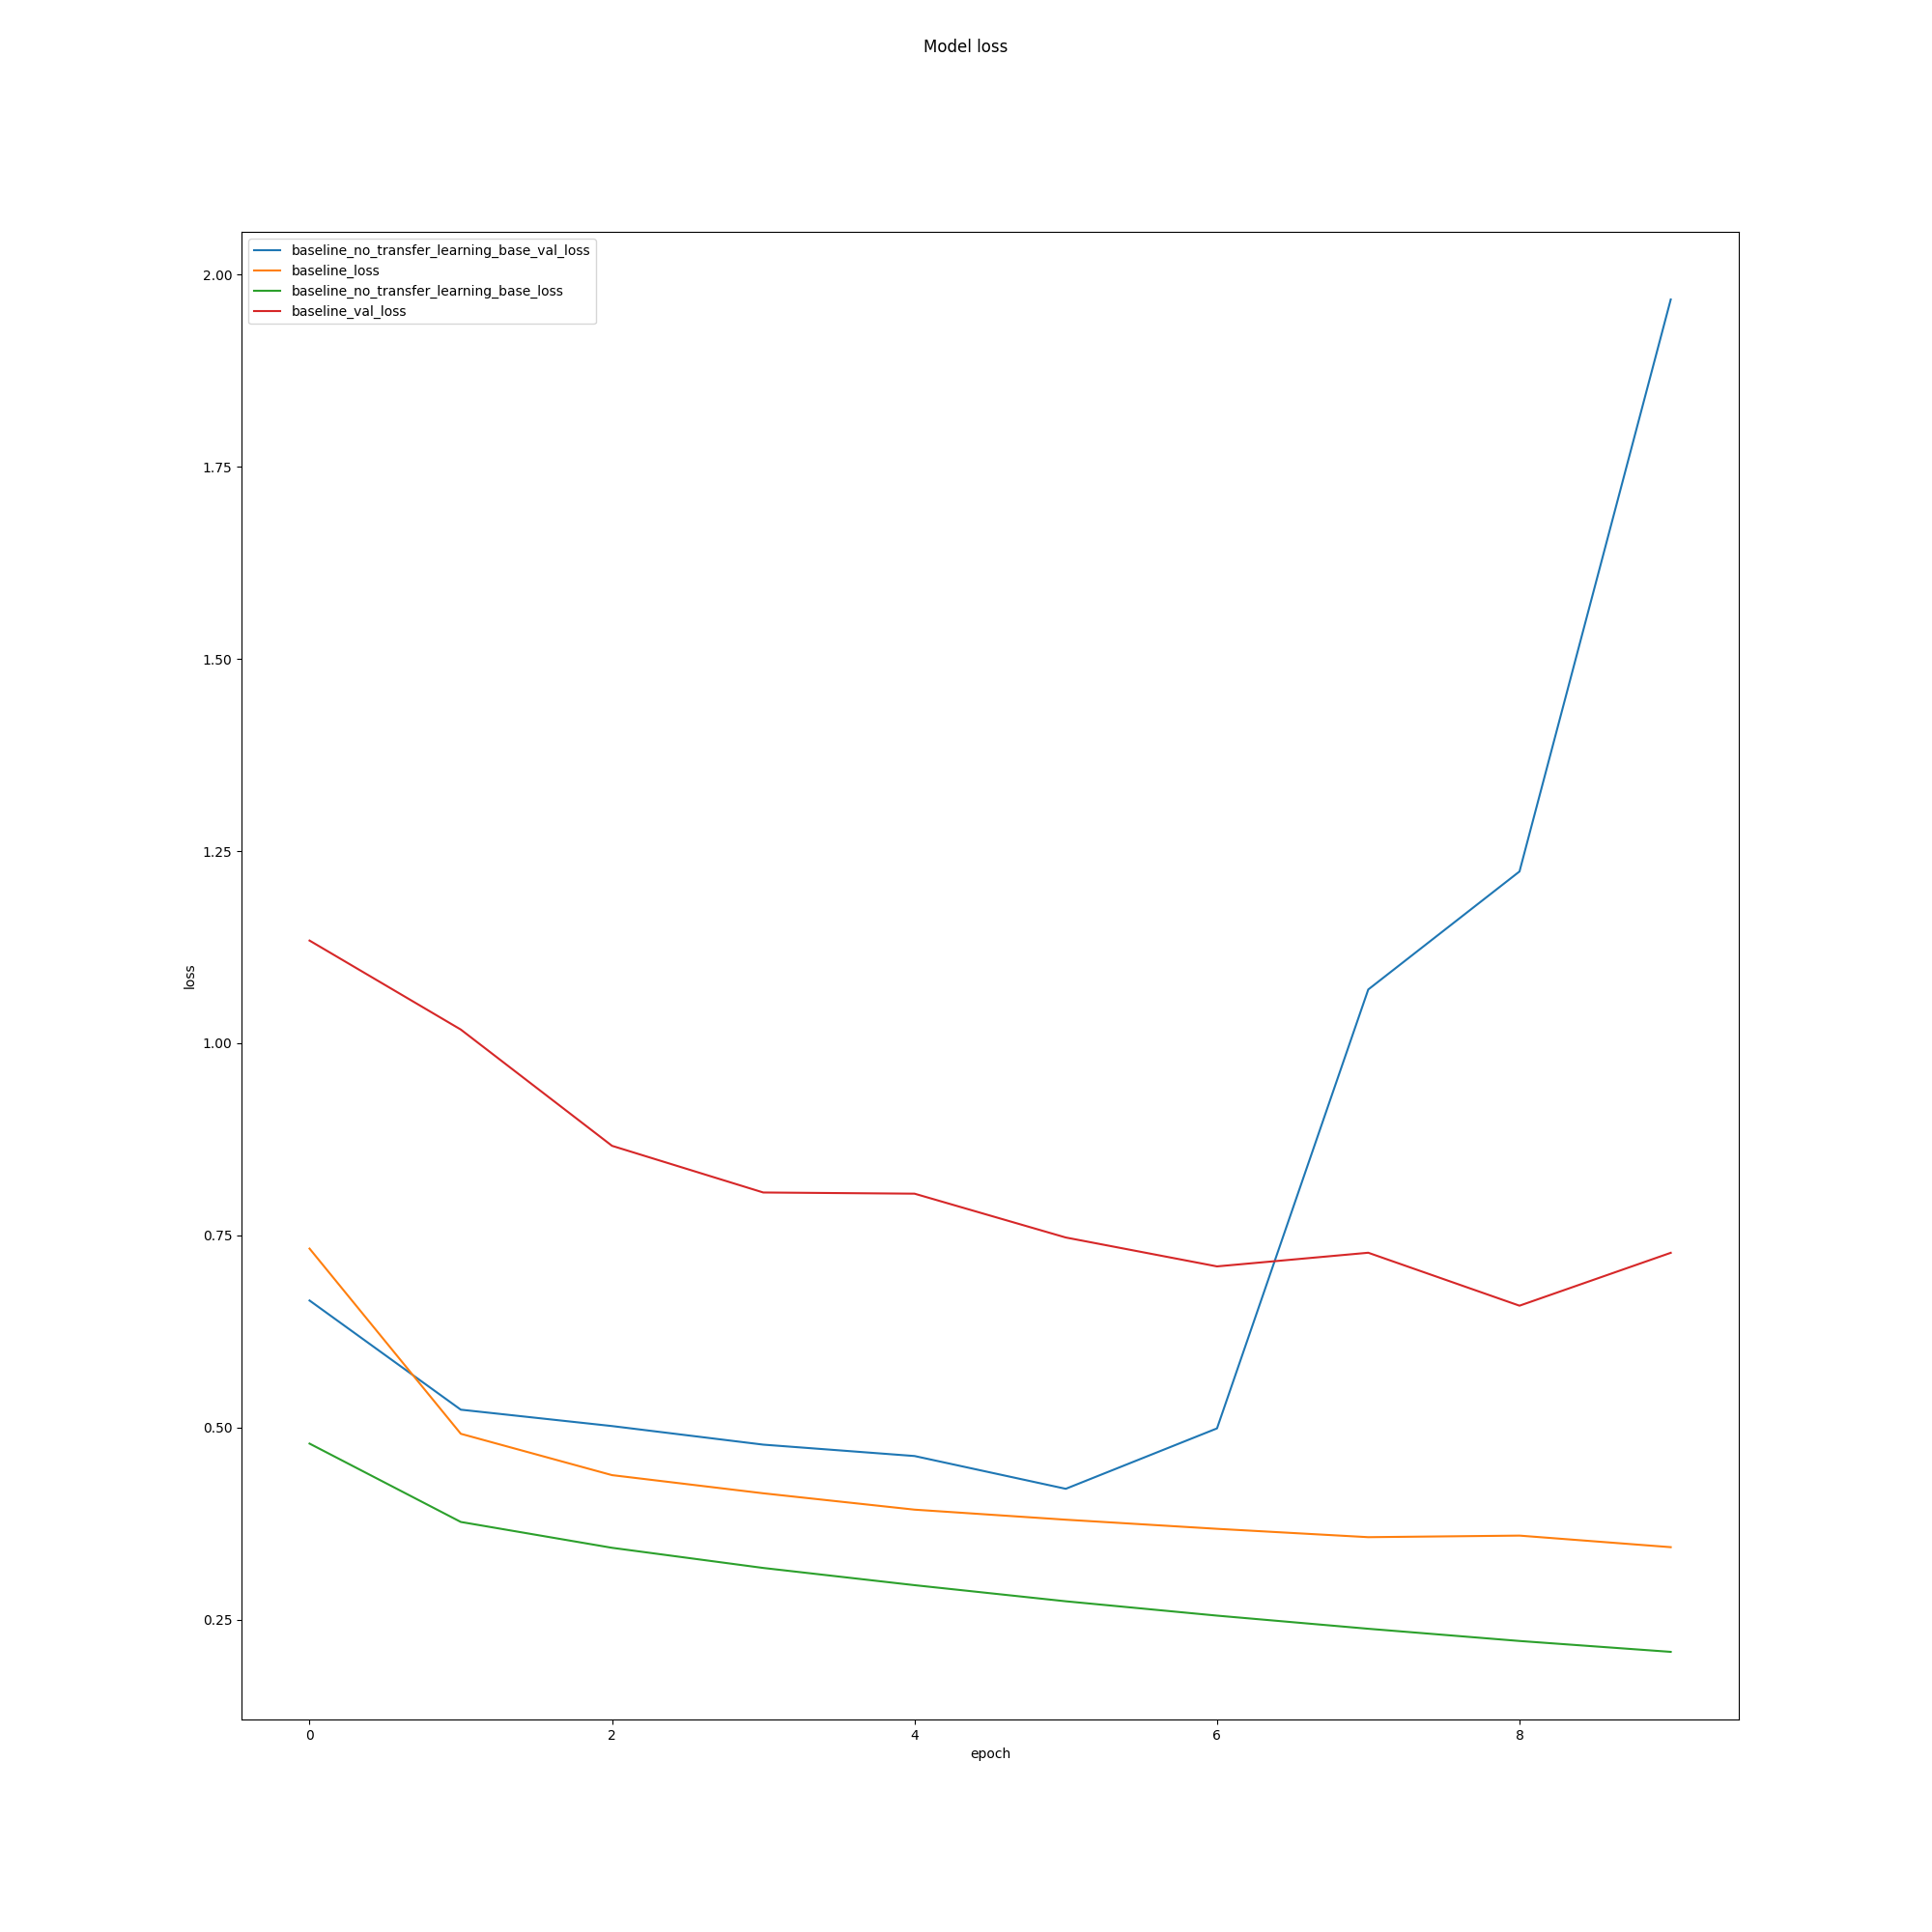 Model loss
baseline_no_transfer_learning_base_val_loss
baseline_loss
baseline_no_transfer_learning_base_loss
baseline_val_loss
2.00
1.75
1.50
1.25
1.00
0.75
0.50
0.25
loss
0 2 4 6 8
epoch